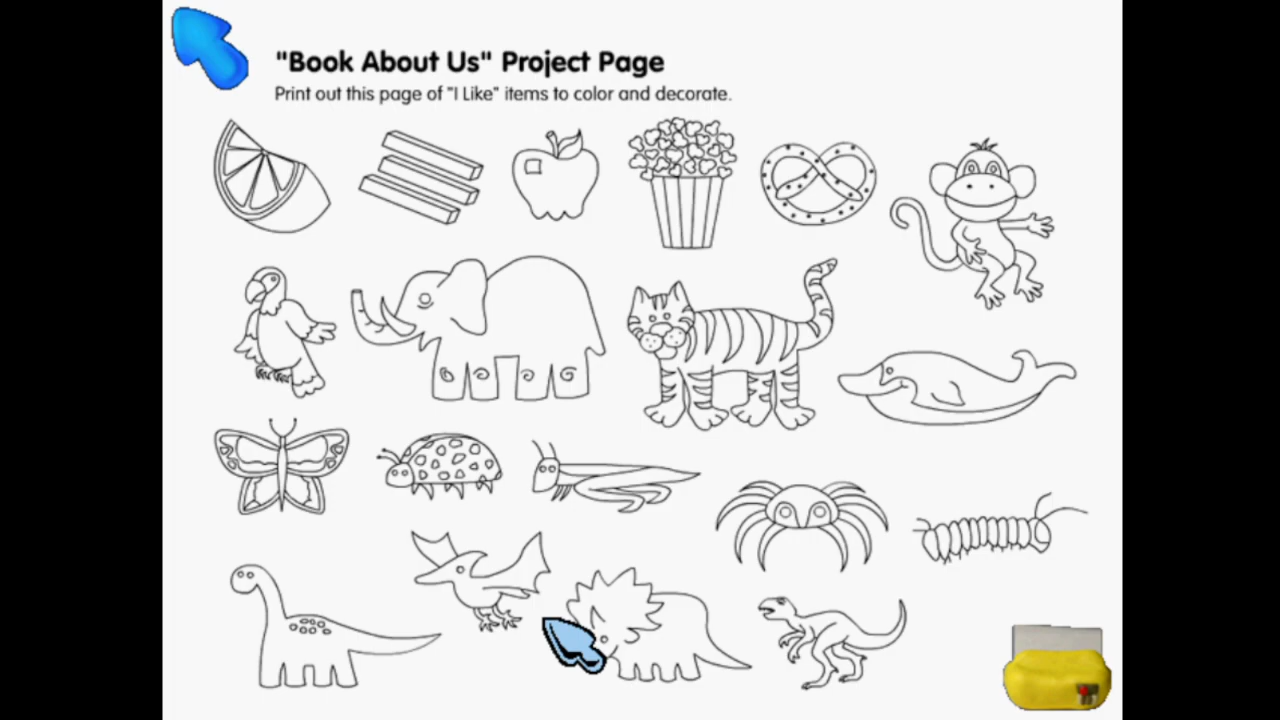 "Book About Us" Project Page
Print out this page of "I Like" items to color and decorate.